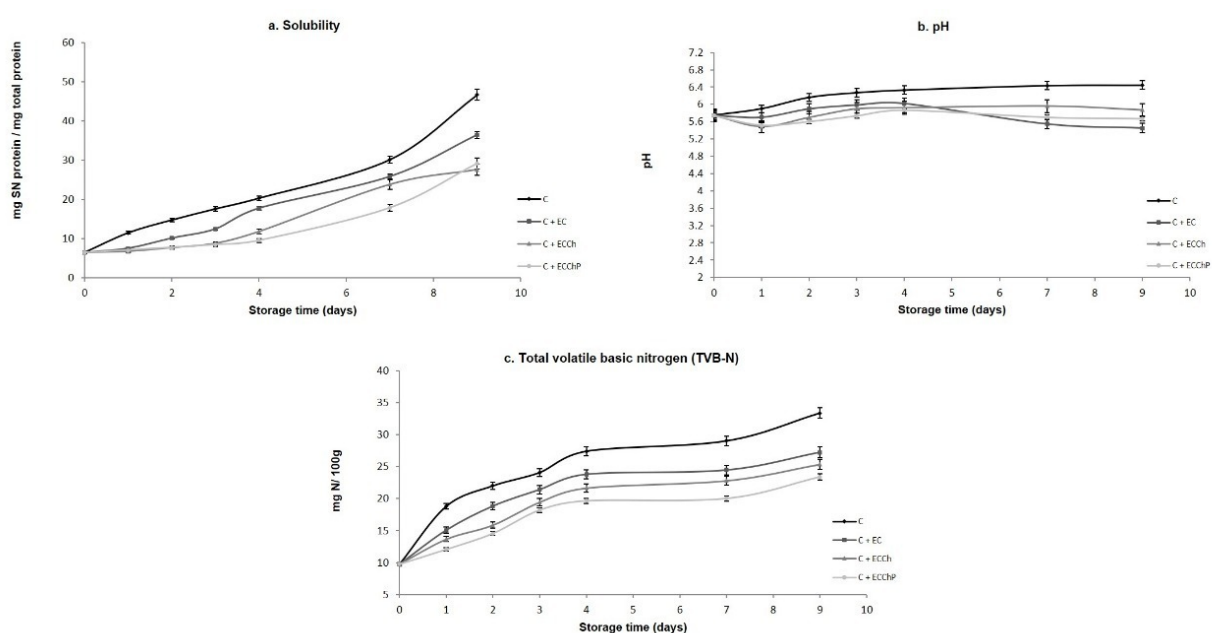 a. Solubility
mg SN protein / mg total protein
60
50
40
30
20
10
0
0 2 4 6 8 10
Storage time (days)
C
C + EC
C + ECCh
C + ECChP
b. pH
pH
7.2
6.8
6.4
6
5.6
5.2
4.8
4.4
4
3.6
3.2
2.8
2.4
2
0 1 2 3 4 5 6 7 8 9 10
Storage time (days)
C
C + EC
C + ECCh
C + ECChP
c. Total volatile basic nitrogen (TVB-N)
mg N/ 100g
40
35
30
25
20
15
10
5
0 1 2 3 4 5 6 7 8 9 10
Storage time (days)
C
C + EC
C + ECCh
C + ECChP